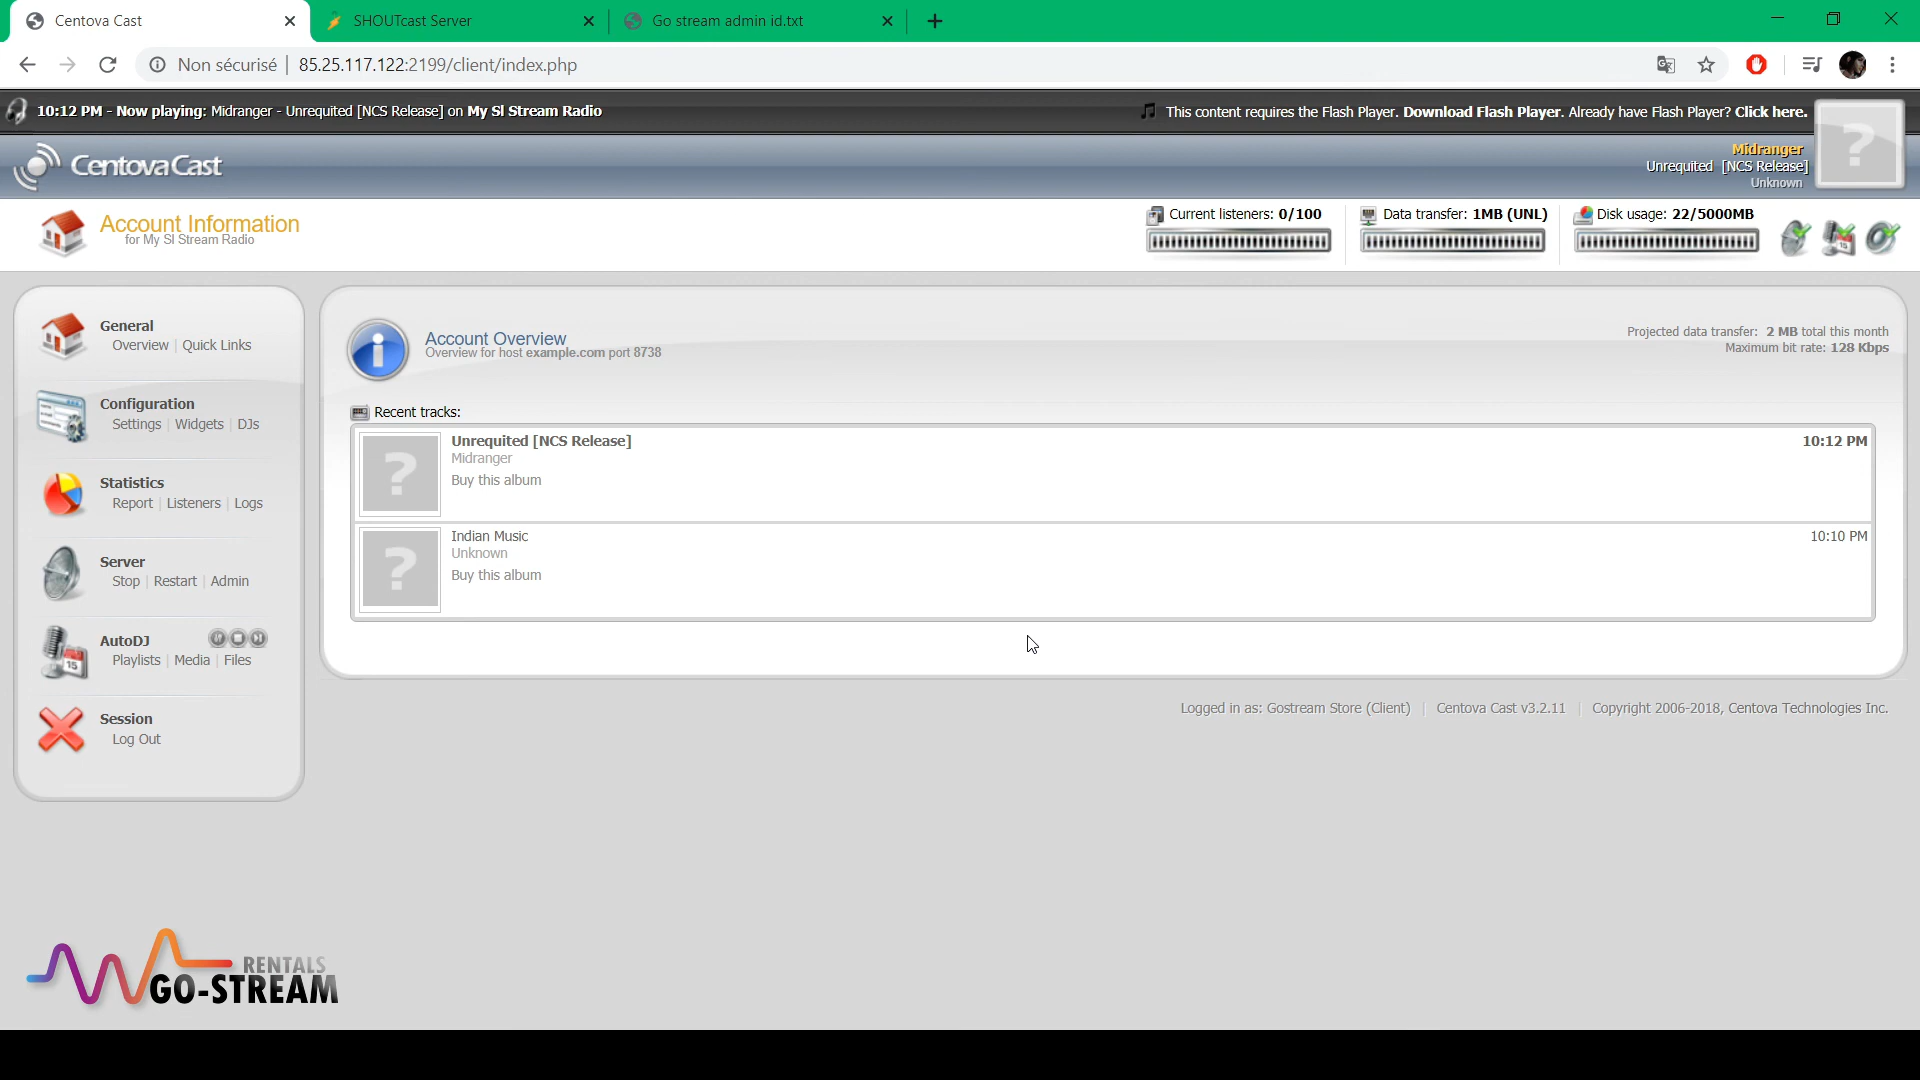 Centova Cast
SHOUTcast Server
Go stream admin id.txt
Non sécurisé
85.25.117.122:2199/client/index.php
10:12 PM - Now playing: Midranger - Unrequited [NCS Release] on My Sl Stream Radio
This content requires the Flash Player. Download Flash Player. Already have Flash Player? Click here.
CentovaCast
Midranger
Unrequited [NCS Release]
Unknown
?
Account Information
for My Sl Stream Radio
Current listeners: 0/100
Data transfer: 1MB (UNL)
Disk usage: 22/5000MB
General
Overview | Quick Links
Configuration
Settings | Widgets | DJs
Statistics
Report | Listeners | Logs
Server
Stop | Restart | Admin
AutoDJ
Playlists | Media | Files
15
Session
Log Out
Account Overview
Overview for host example.com port 8738
Projected data transfer: 2 MB total this month
Maximum bit rate: 128 Kbps
Recent tracks:
?
Unrequited [NCS Release]
10:12 PM
Midranger
Buy this album
?
Indian Music
10:10 PM
Unknown
Buy this album
Logged in as: Gostream Store (Client) | Centova Cast v3.2.11 | Copyright 2006-2018, Centova Technologies Inc.
RENTALS
GO-STREAM